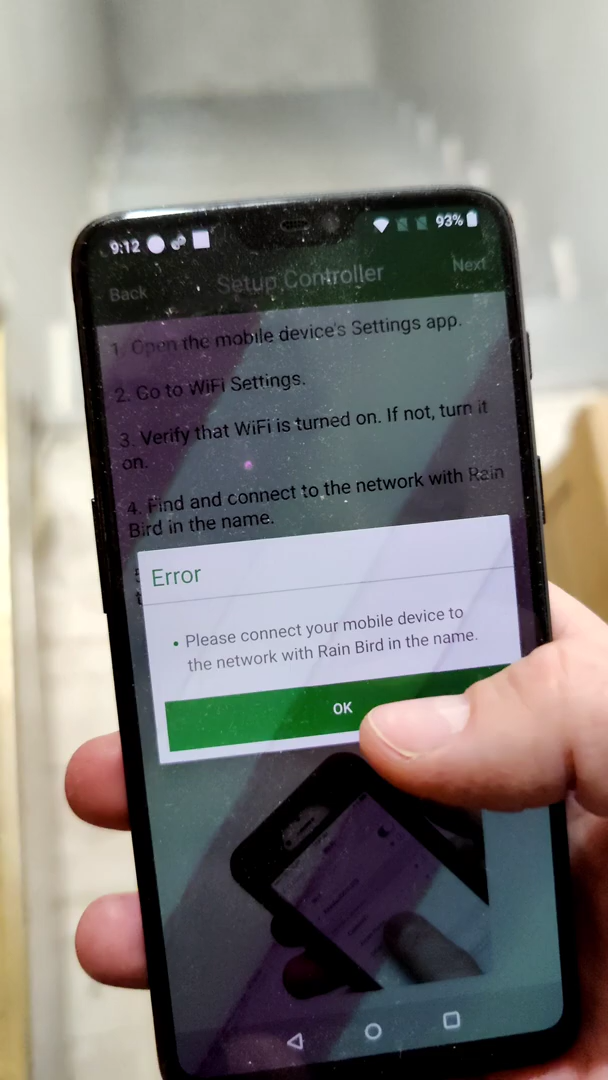 9:12
93%
Back
Setup Controller
Next
1. Open the mobile device's Settings app.
2. Go to WiFi Settings.
3. Verify that WiFi is turned on. If not, turn it
on.
4. Find and connect to the network with Rain
Bird in the name.
Error
• Please connect your mobile device to
the network with Rain Bird in the name.
OK